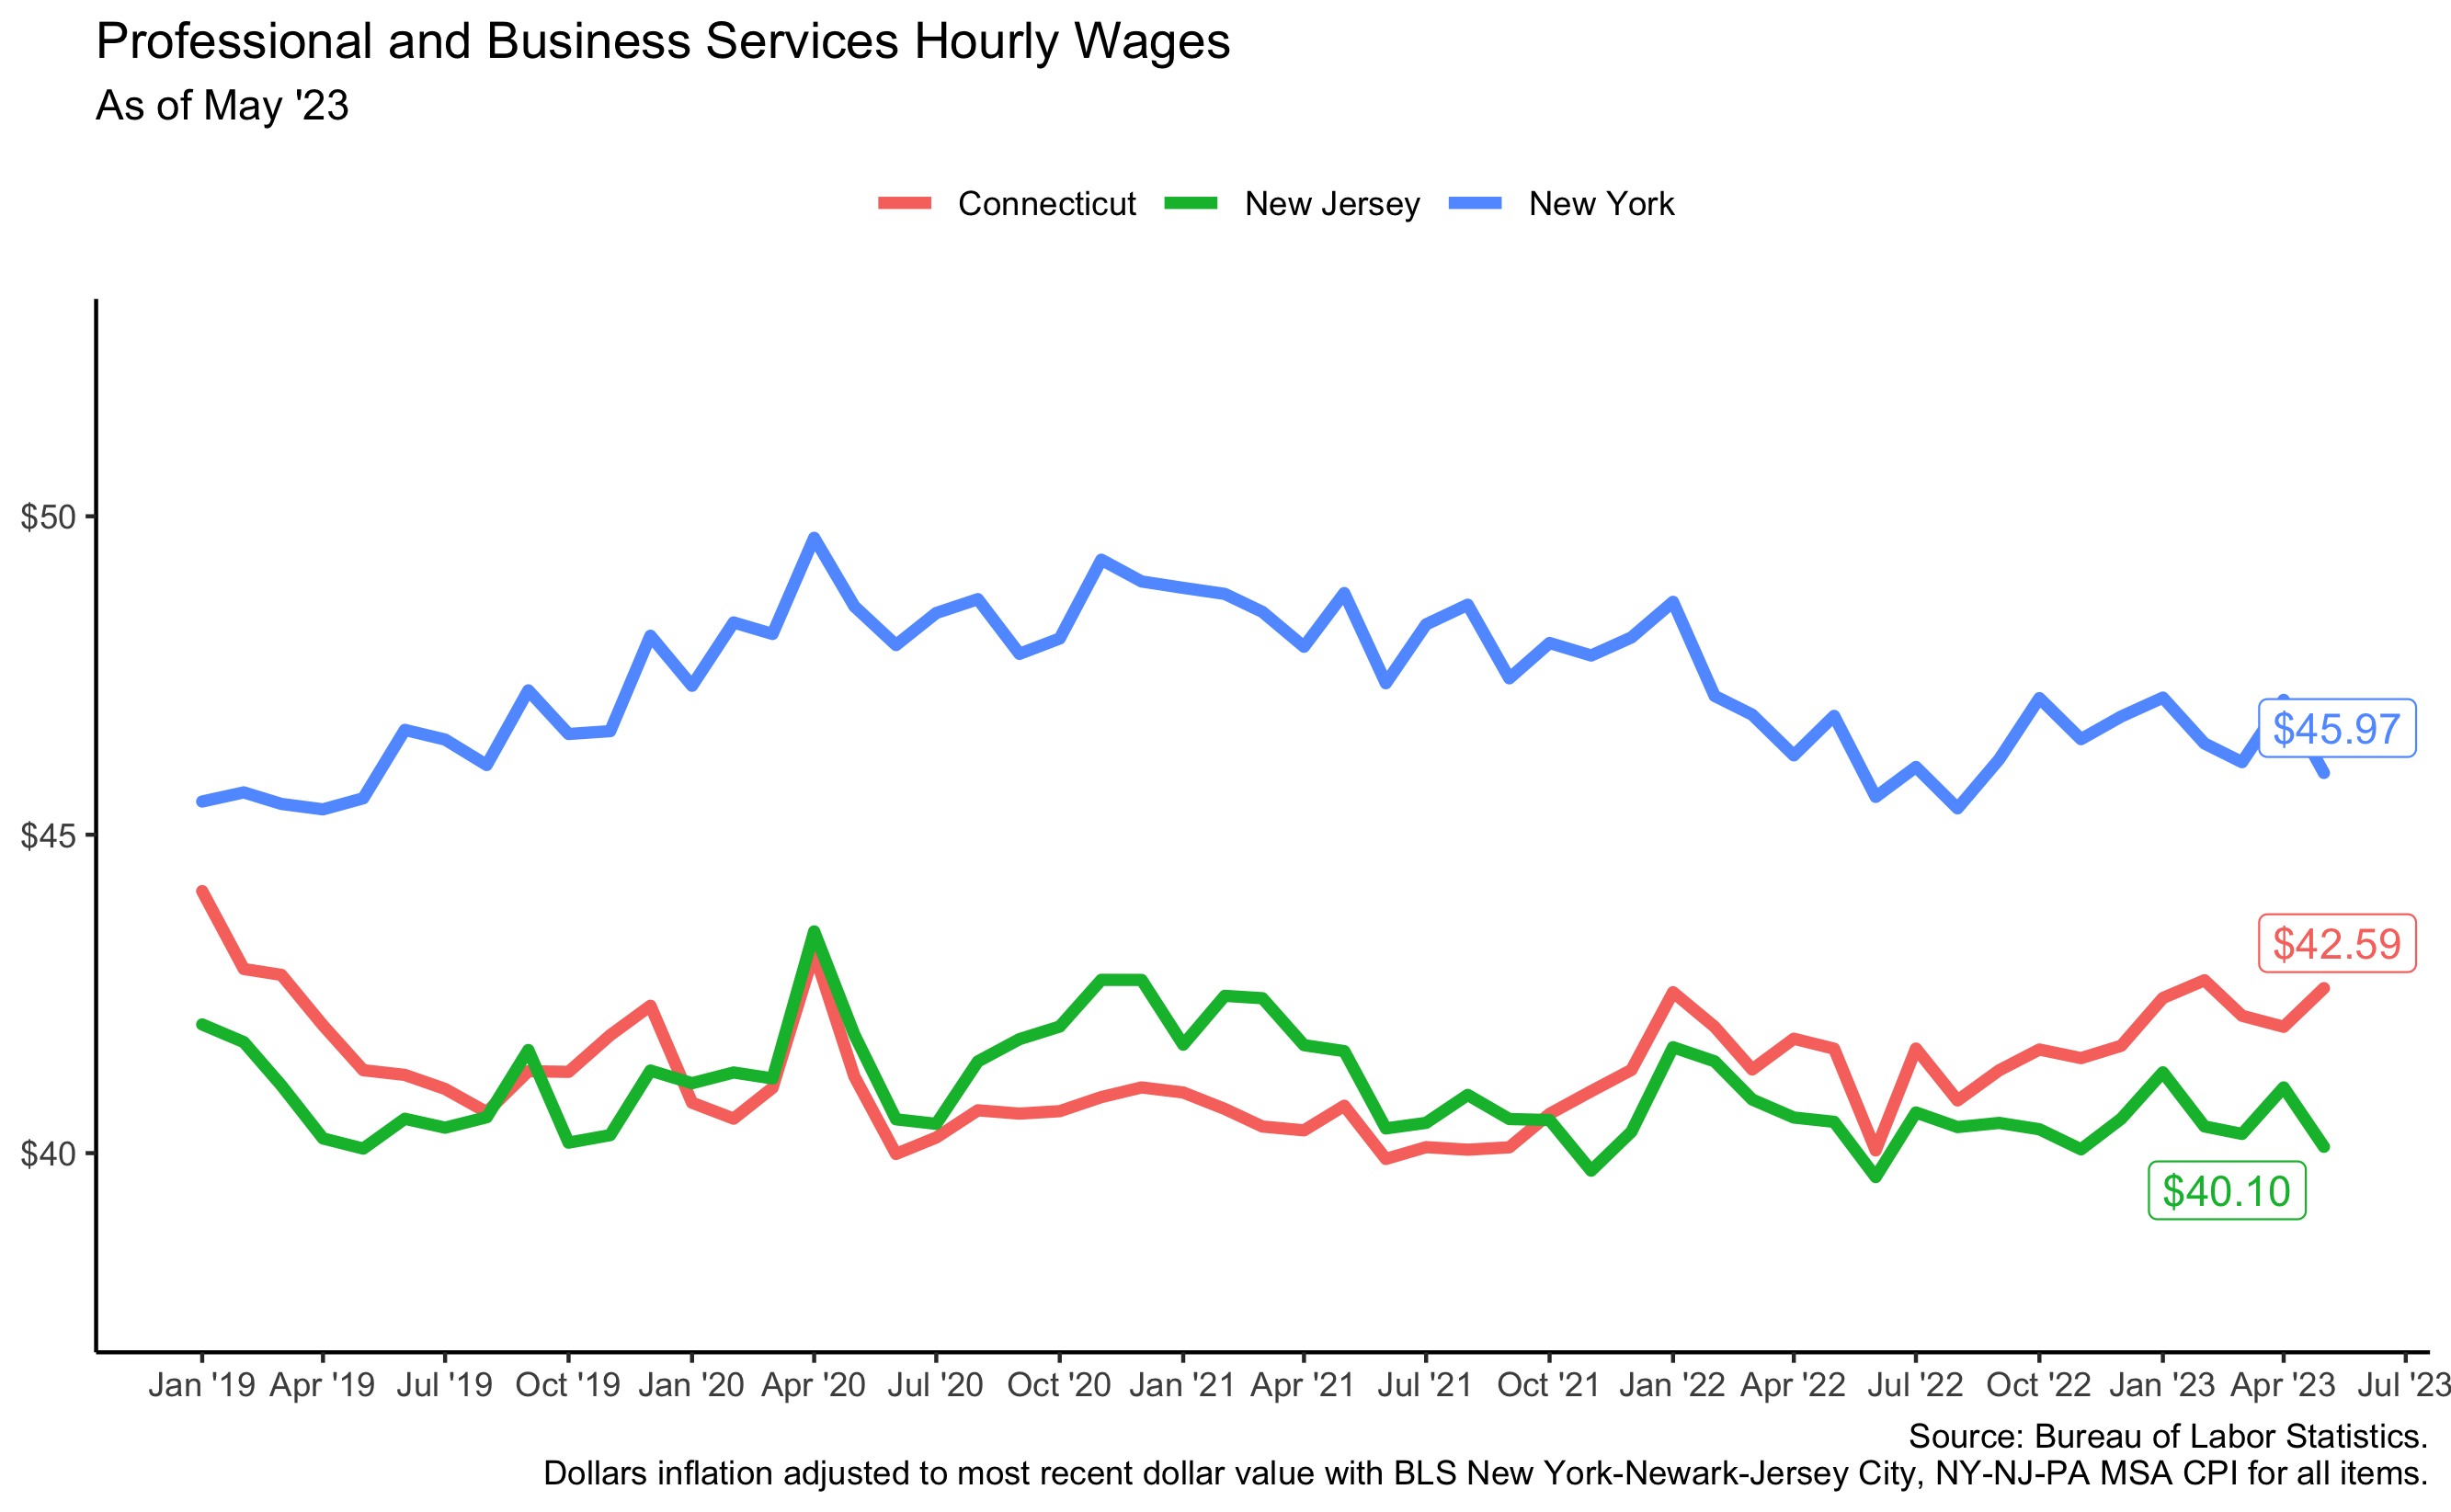 Professional and Business Services Hourly Wages
As of May '23
Connecticut New Jersey New York
$50
$45
$40
$45.97
$42.59
$40.10
Jan '19 Apr '19 Jul '19 Oct '19 Jan '20 Apr '20 Jul '20 Oct '20 Jan '21 Apr '21 Jul '21 Oct '21 Jan '22 Apr '22 Jul '22 Oct '22 Jan '23 Apr '23 Jul '23
Source: Bureau of Labor Statistics.
Dollars inflation adjusted to most recent dollar value with BLS New York-Newark-Jersey City, NY-NJ-PA MSA CPI for all items.